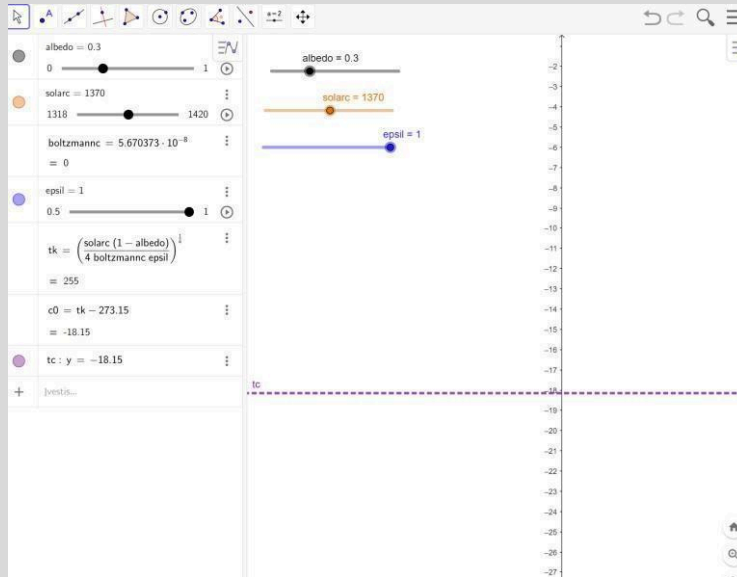 albedo = 0.3
0 1
solarc = 1370
1318 1420
boltzmannc = 5.670373 · 10⁻⁸
= 0
epsil = 1
0.5 1
tk = (solarc (1 − albedo) / 4 boltzmannc epsil)
= 255
c0 = tk − 273.15
= -18.15
tc : y = −18.15
Įvestis...
albedo = 0.3
solarc = 1370
epsil = 1
tc
−2
−3
−4
−5
−6
−7
−8
−9
−10
−11
−12
−13
−14
−15
−16
−17
−18
−19
−20
−21
−22
−23
−24
−25
−26
−27